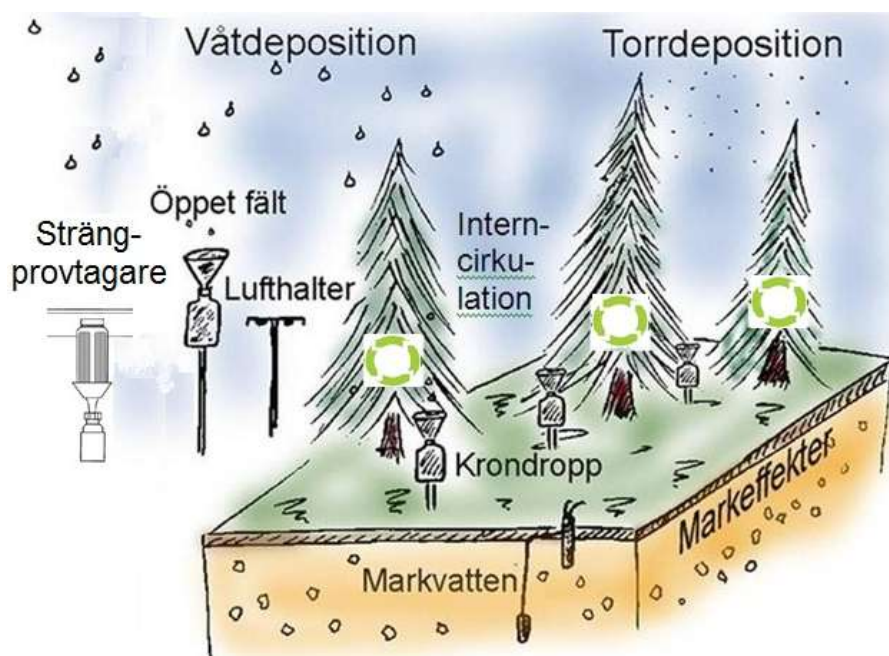 Våtdeposition
Torrdeposition
Öppet fält
Sträng-
provtagare
Lufthalter
Intern-
cirku-
lation
Krondropp
Markvatten
Markeffekter